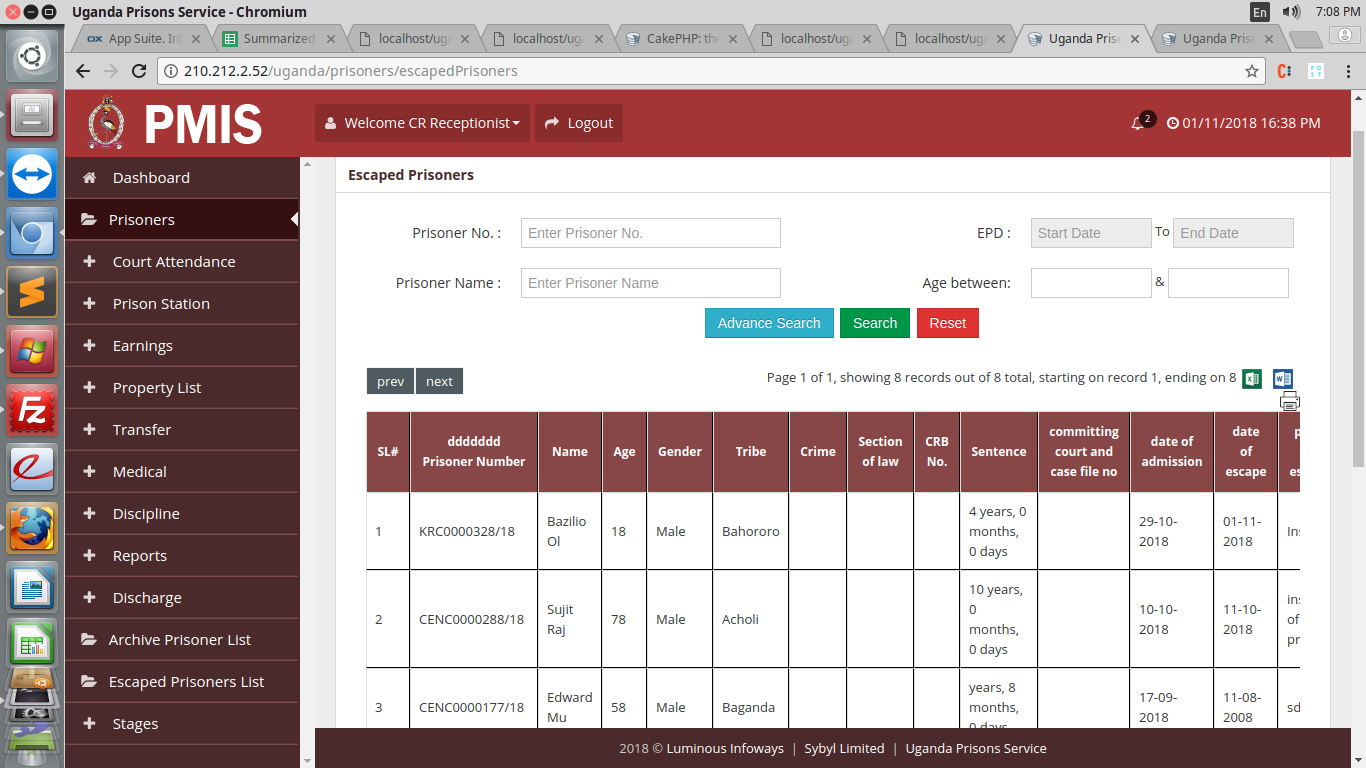 Uganda Prisons Service - Chromium
En
7:08 PM
App Suite. In
Summarized
localhost/uga
localhost/uga
CakePHP: the
localhost/uga
localhost/uga
Uganda Pris
Uganda Pris
210.212.2.52/uganda/prisoners/escapedPrisoners
PMIS
Welcome CR Receptionist
Logout
2
01/11/2018 16:38 PM
Dashboard
Prisoners
Court Attendance
Prison Station
Earnings
Property List
Transfer
Medical
Discipline
Reports
Discharge
Archive Prisoner List
Escaped Prisoners List
Stages
Escaped Prisoners
Prisoner No. :
Enter Prisoner No.
EPD :
Start Date
To
End Date
Prisoner Name :
Enter Prisoner Name
Age between:
&
Advance Search
Search
Reset
prev
next
Page 1 of 1, showing 8 records out of 8 total, starting on record 1, ending on 8
SL#
ddddddd
Prisoner Number
Name
Age
Gender
Tribe
Crime
Section
of law
CRB
No.
Sentence
committing
court and
case file no
date of
admission
date
of
escape
p
es
1
KRC0000328/18
Bazilio
Ol
18
Male
Bahororo
4 years, 0
months,
0 days
29-10-
2018
01-11-
2018
Ins
2
CENC0000288/18
Sujit
Raj
78
Male
Acholi
10 years,
0
months,
0 days
10-10-
2018
11-10-
2018
ins
of
pr
3
CENC0000177/18
Edward
Mu
58
Male
Baganda
years, 8
months,
0 days
17-09-
2018
11-08-
2008
sd
2018 © Luminous Infoways | Sybyl Limited | Uganda Prisons Service